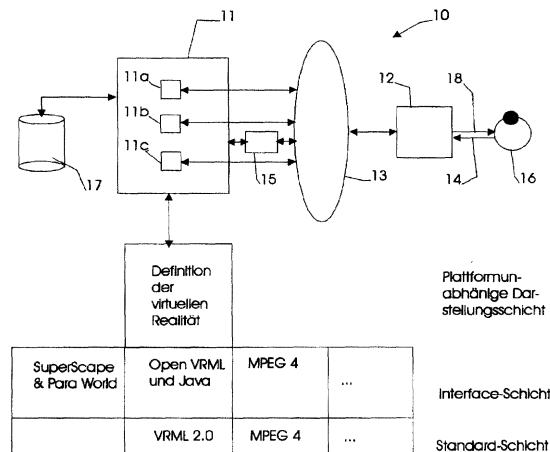 11
10
11a
11b
11c
12
18
17
15
13
14
16
Definition
der
virtuellen
Realität
Plattformun-
abhänige Dar-
stellungsschicht
SuperScape
& Para World
Open VRML
und Java
MPEG 4
...
Interface-Schicht
VRML 2.0
MPEG 4
...
Standard-Schicht